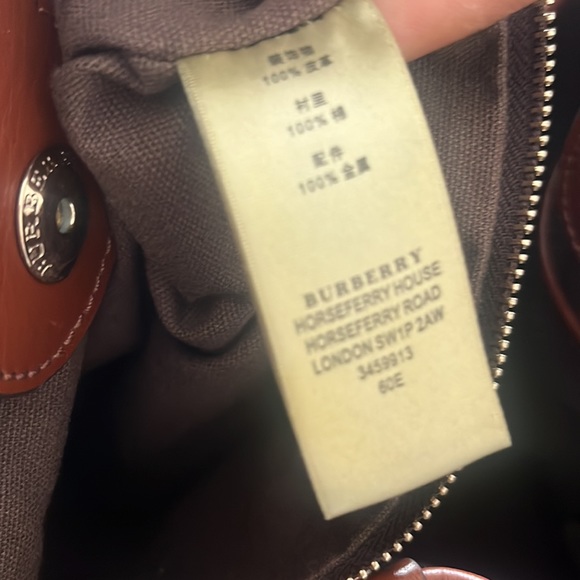 100% 皮革
衬里
100% 棉
配件
100% 金属
BURBERRY
HORSEFERRY HOUSE
HORSEFERRY ROAD
LONDON SW1P 2AW
3459913
60E
BURBERRY